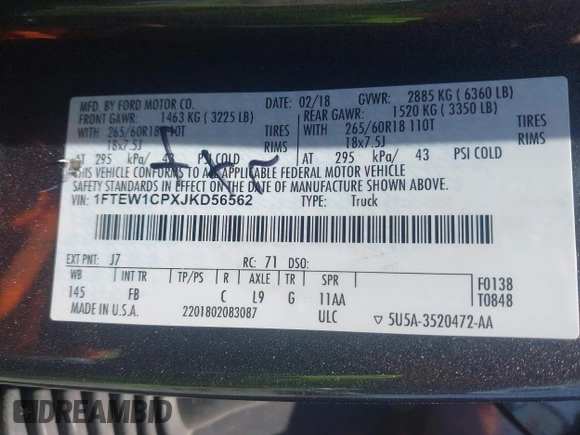 MFD. BY FORD MOTOR CO. DATE: 02/18 GVWR: 2885 KG ( 6360 LB)
FRONT GAWR: 1463 KG ( 3225 LB) REAR GAWR: 1520 KG ( 3350 LB)
WITH 265/60R18 110T TIRES WITH 265/60R18 110T TIRES
18x7.5J RIMS 18x7.5J RIMS
AT 295 kPa/ PSI COLD AT 295 kPa/ 43 PSI COLD
THIS VEHICLE CONFORMS TO ALL APPLICABLE FEDERAL MOTOR VEHICLE
SAFETY STANDARDS IN EFFECT ON THE DATE OF MANUFACTURE SHOWN ABOVE.
VIN: 1FTEW1CPXJKD56562 TYPE: Truck
EXT PNT: J7 RC: 71 DSO:
WB INT TR TP/PS R AXLE TR SPR F0138
145 FB C L9 G 11AA T0848
MADE IN U.S.A. 2201802083087 ULC ▽ 5U5A-3520472-AA
DREAMBID